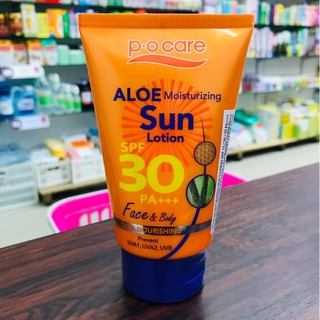 p.o care
ALOE Moisturizing
Sun
Lotion
SPF
30
PA+++
Face & Body
NOURISHING
Prevent
UVA1, UVA2, UVB